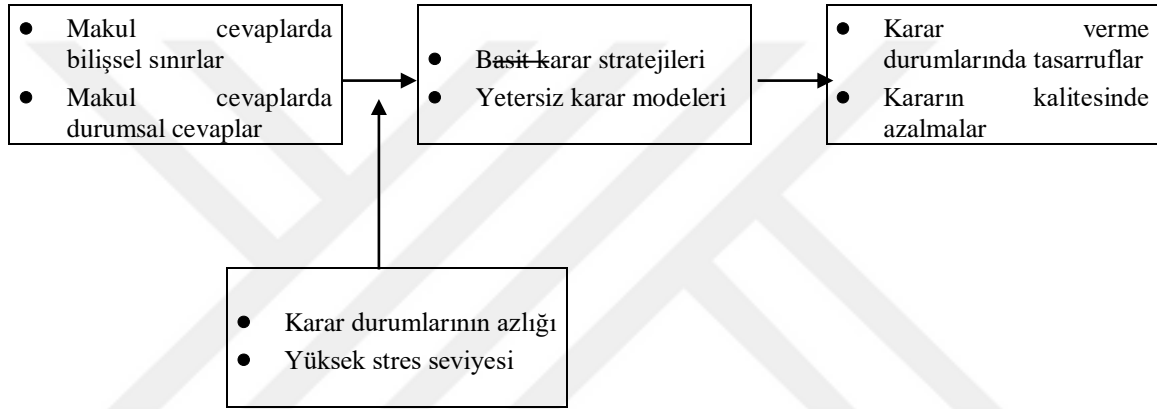 Makul cevaplarda
bilişsel sınırlar
Makul cevaplarda
durumsal cevaplar
Basit karar stratejileri
Yetersiz karar modeleri
Karar verme
durumlarında tasarruflar
Kararın kalitesinde
azalmalar
Karar durumlarının azlığı
Yüksek stres seviyesi